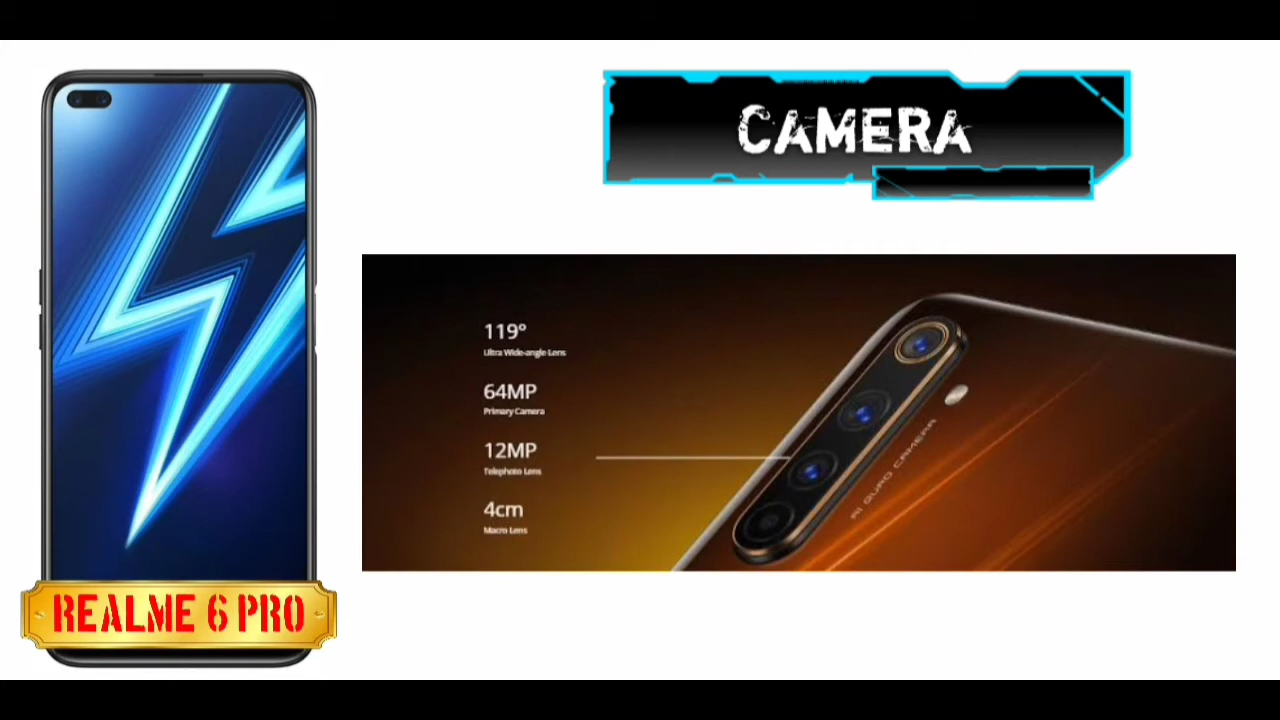 CAMERA
119°
Ultra Wide-angle Lens
64MP
Primary Camera
12MP
Telephoto Lens
4cm
Macro Lens
AI QUAD CAMERA
REALME 6 PRO